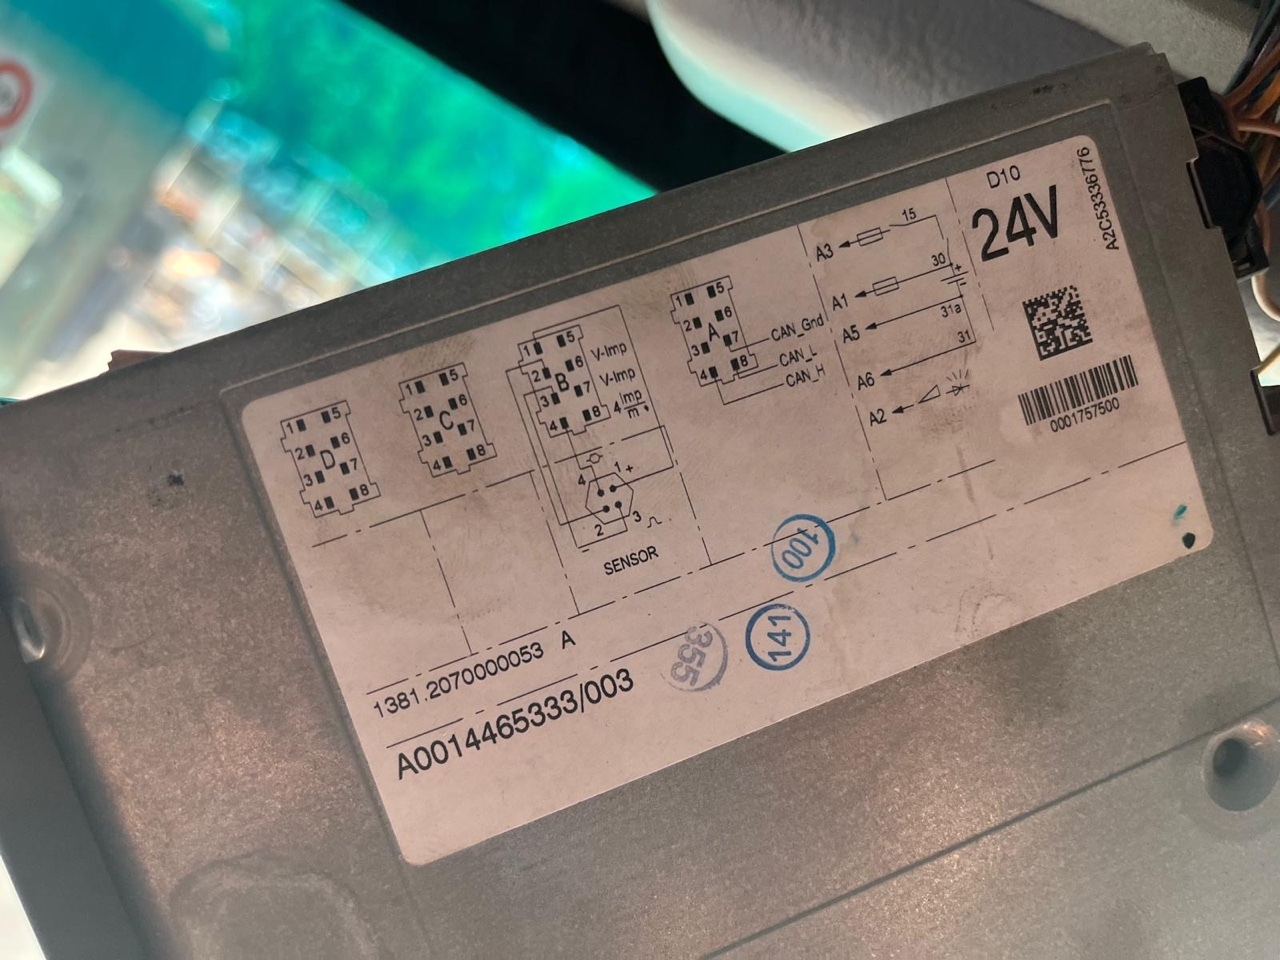 D10
24V
A2C53336776
0001757500
A3
15
A1
30
+
A5
31a
A6
31
A2
1 5
2 6
A
3 7
4 8
CAN_Gnd
CAN_L
CAN_H
1 5
2 6
B
3 7
4 8
V-Imp
V-Imp
4 Imp/m
1 +
4
2
3
-
SENSOR
1 5
2 6
C
3 7
4 8
1 5
2 6
D
3 7
4 8
100
141
355
1381.2070000053 A
A0014465333/003